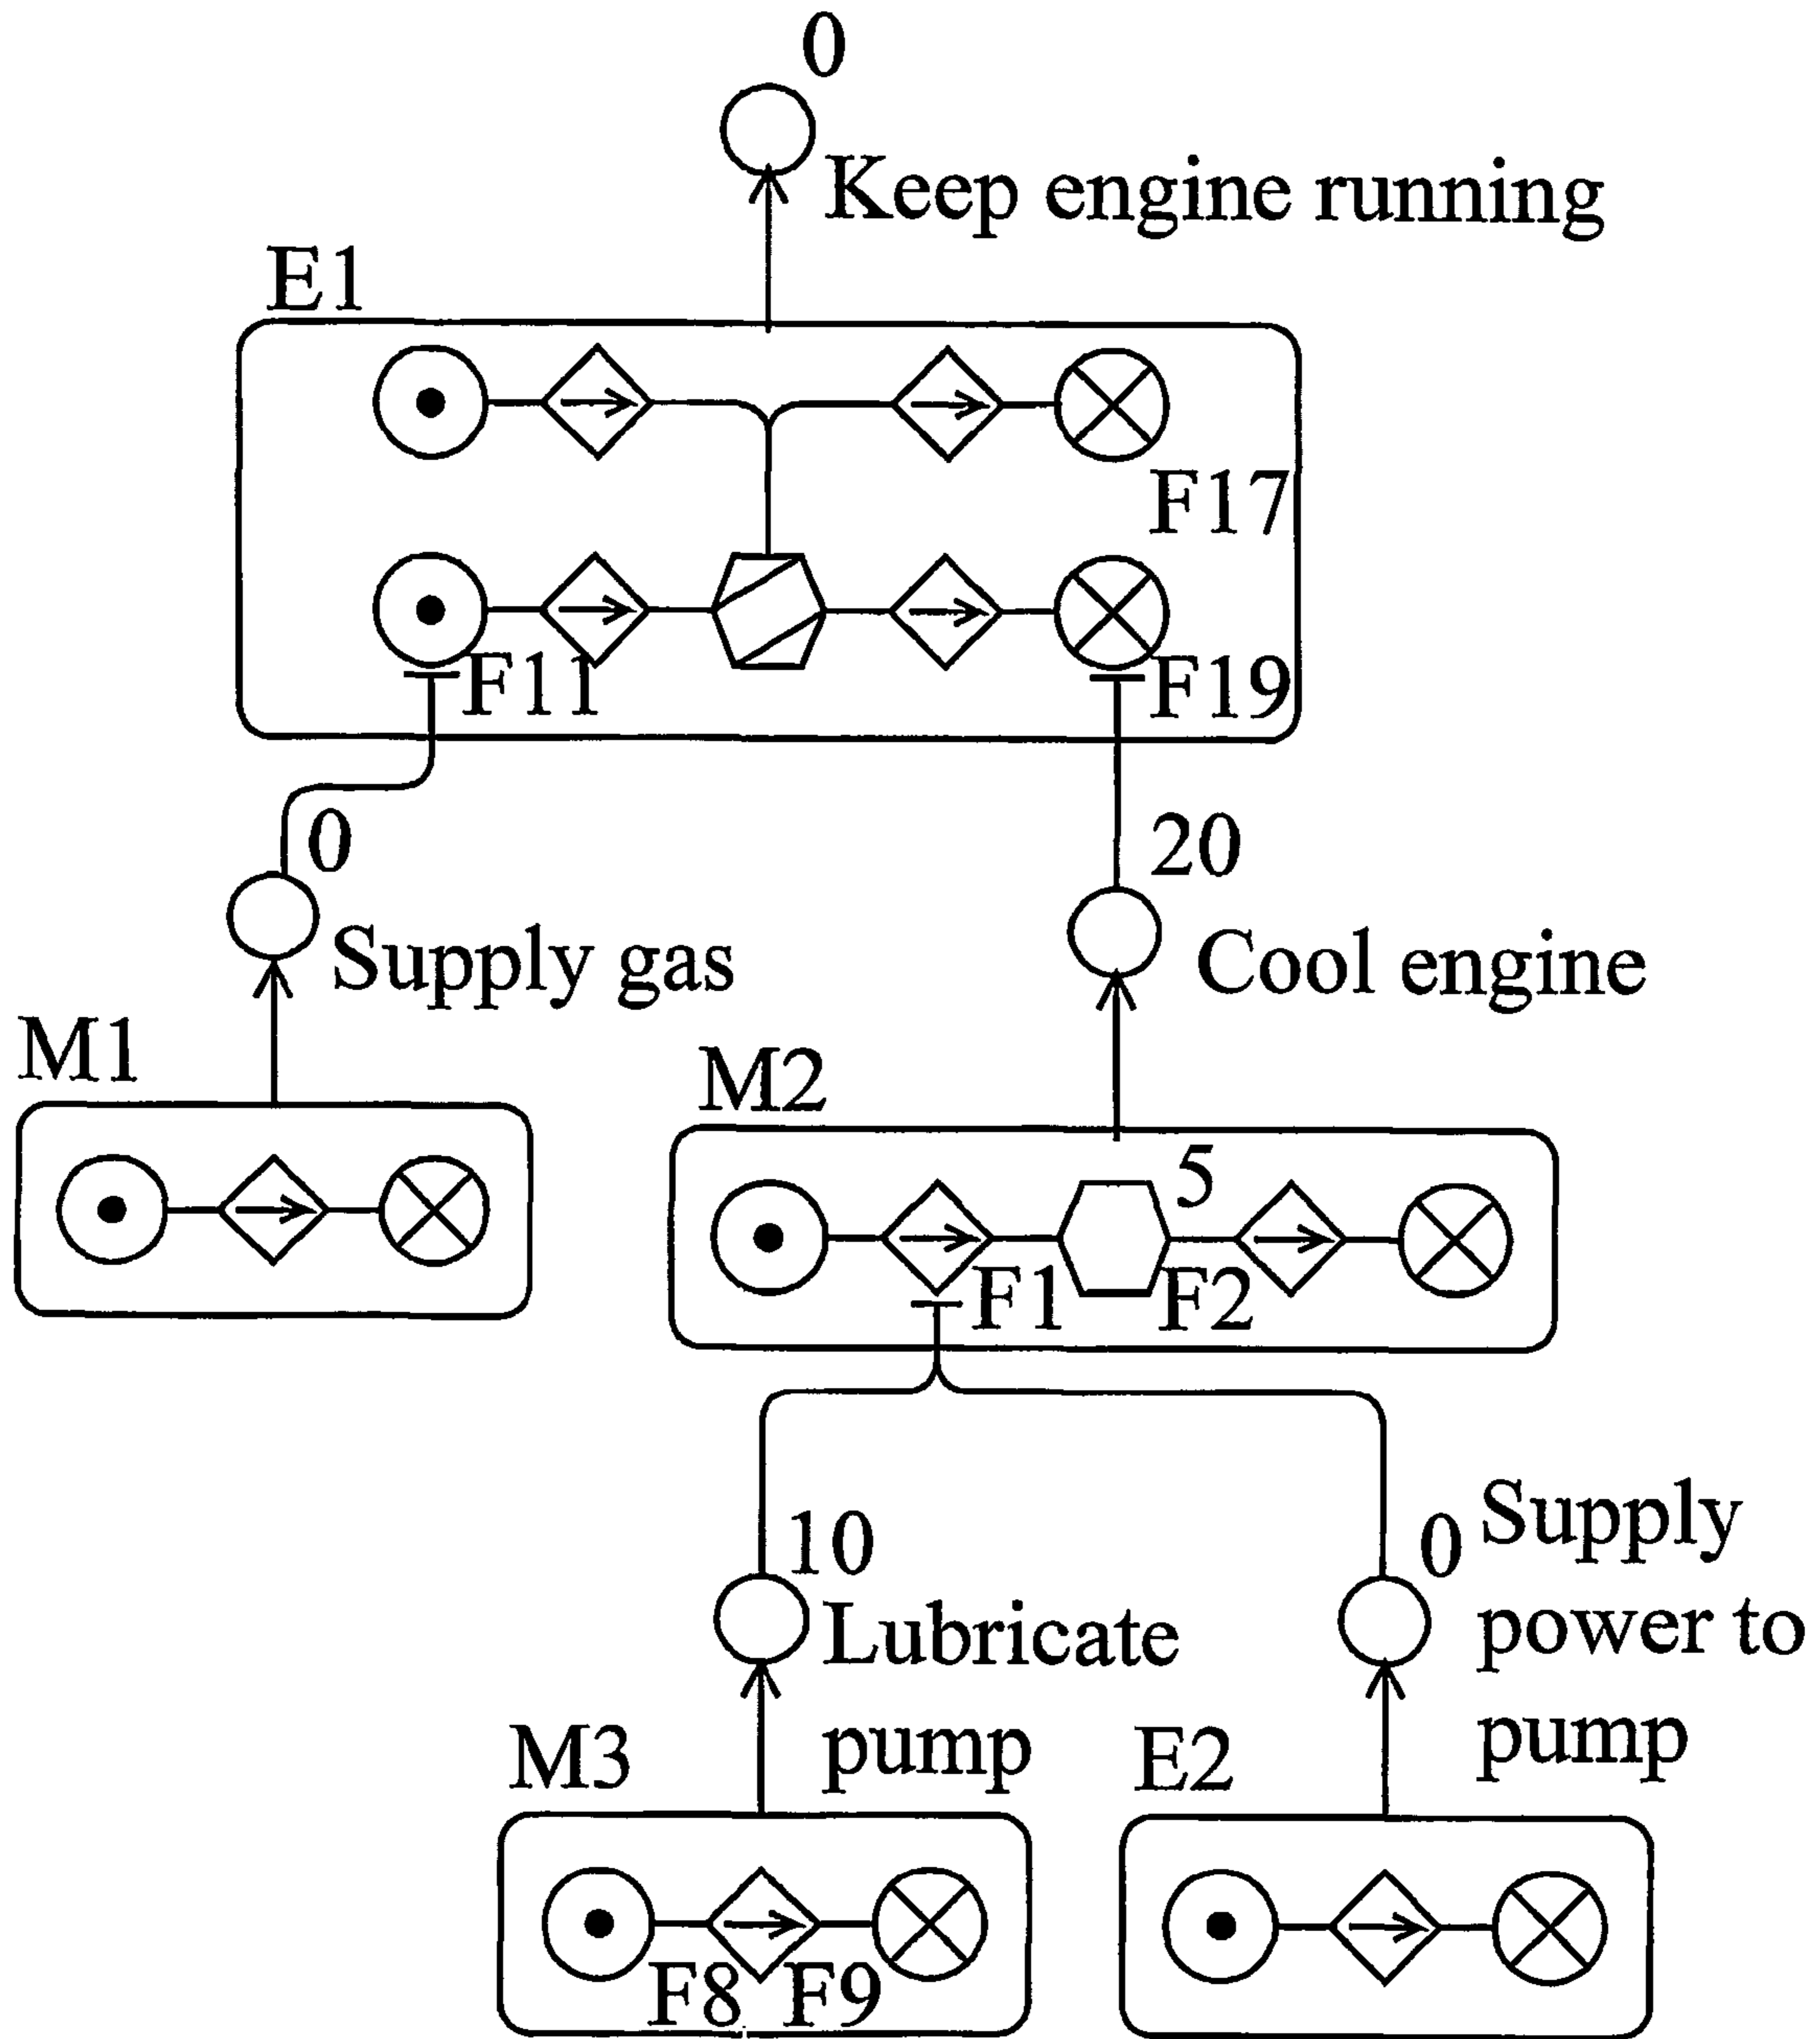 0
Keep engine running
E1
F17
F11
F19
0
20
Supply gas
Cool engine
M1
M2
5
F1
F2
10
Lubricate
pump
0
Supply
power to
pump
M3
E2
F8
F9